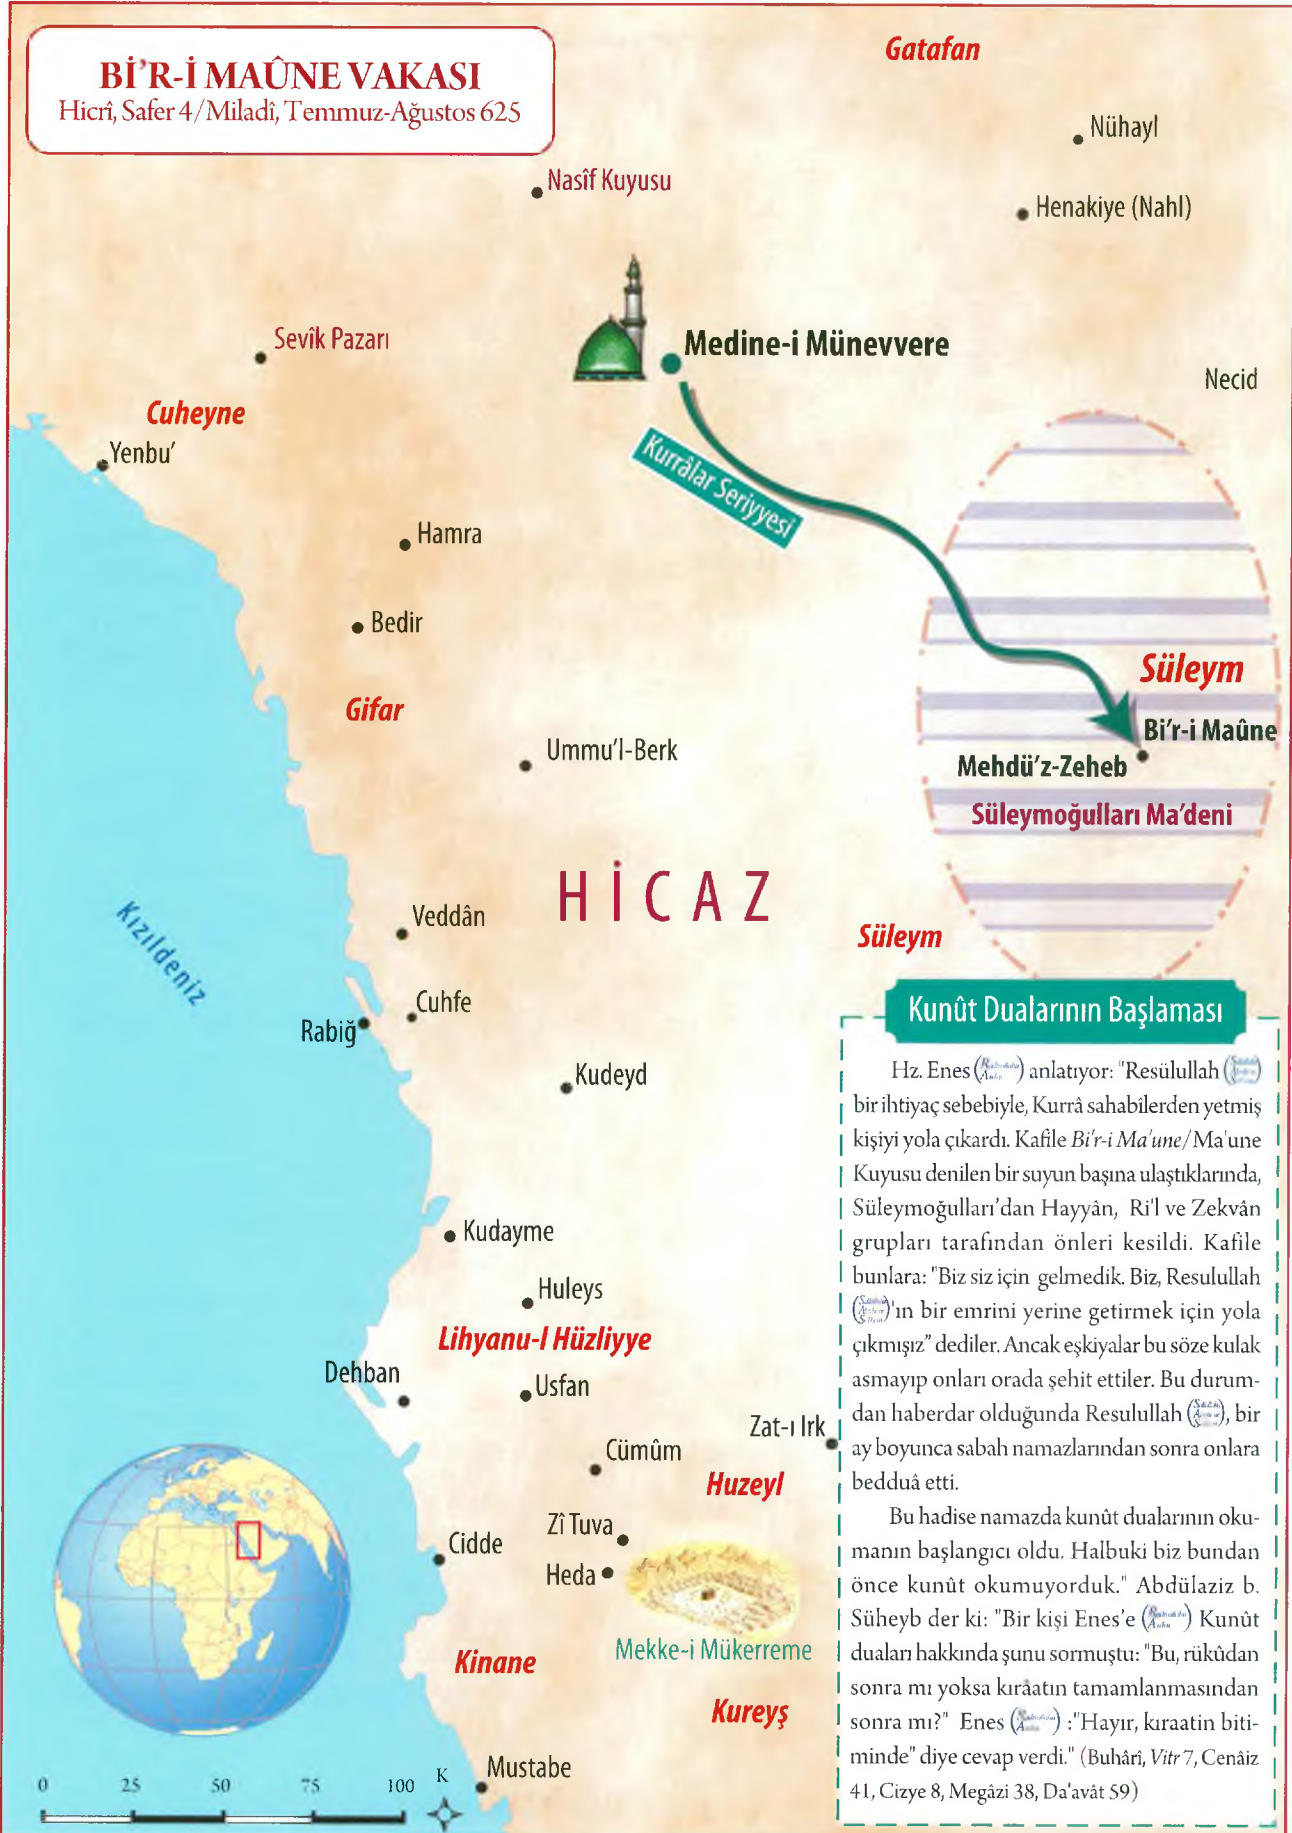 Bİ'R-İ MAÛNE VAKASI
Hicrî, Safer 4/Miladî, Temmuz-Ağustos 625
Gatafan
Nühayl
Nasîf Kuyusu
Henakiye (Nahl)
Sevîk Pazarı
Medine-i Münevvere
Necid
Cuheyne
Yenbu'
Kurrâlar Seriyyesi
Hamra
Bedir
Süleym
Gifar
Bi'r-i Maûne
Ummu'l-Berk
Mehdü'z-Zeheb
Süleymoğulları Ma'deni
HİCAZ
Kızıldeniz
Veddân
Süleym
Cuhfe
Rabiğ
Kudeyd
Kudayme
Huleys
Lihyanu-l Hüzliyye
Dehban
Usfan
Zat-ı Irk
Cümûm
Huzeyl
Zî Tuva
Cidde
Heda
Mekke-i Mükerreme
Kinane
Kureyş
Mustabe
0 25 50 75 100 K
Kunût Dualarının Başlaması
Hz. Enes () anlatıyor: "Resülullah ()
bir ihtiyaç sebebiyle, Kurrâ sahabîlerden yetmiş
kişiyi yola çıkardı. Kafile Bi'r-i Ma'une/Ma'une
Kuyusu denilen bir suyun başına ulaştıklarında,
Süleymoğulları'dan Hayyân, Ri'l ve Zekvân
grupları tarafından önleri kesildi. Kafile
bunlara: "Biz siz için gelmedik. Biz, Resulullah
()'ın bir emrini yerine getirmek için yola
çıkmışız" dediler. Ancak eşkiyalar bu söze kulak
asmayıp onları orada şehit ettiler. Bu durum-
dan haberdar olduğunda Resulullah (), bir
ay boyunca sabah namazlarından sonra onlara
bedduâ etti.
Bu hadise namazda kunût dualarının oku-
manın başlangıcı oldu. Halbuki biz bundan
önce kunût okumuyorduk." Abdülaziz b.
Süheyb der ki: "Bir kişi Enes'e () Kunût
duaları hakkında şunu sormuştu: "Bu, rükûdan
sonra mı yoksa kırâatın tamamlanmasından
sonra mı?" Enes () :"Hayır, kıraatin biti-
minde" diye cevap verdi." (Buhârî, Vitr 7, Cenâiz
41, Cizye 8, Megâzi 38, Da'avât 59)